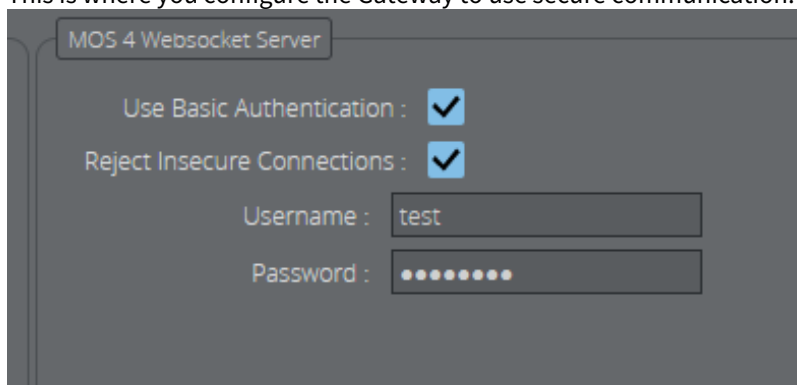 This is where you configure the Gateway to use secure communication.
MOS 4 Websocket Server
Use Basic Authentication :
Reject Insecure Connections :
Username : test
Password : ●●●●●●●●